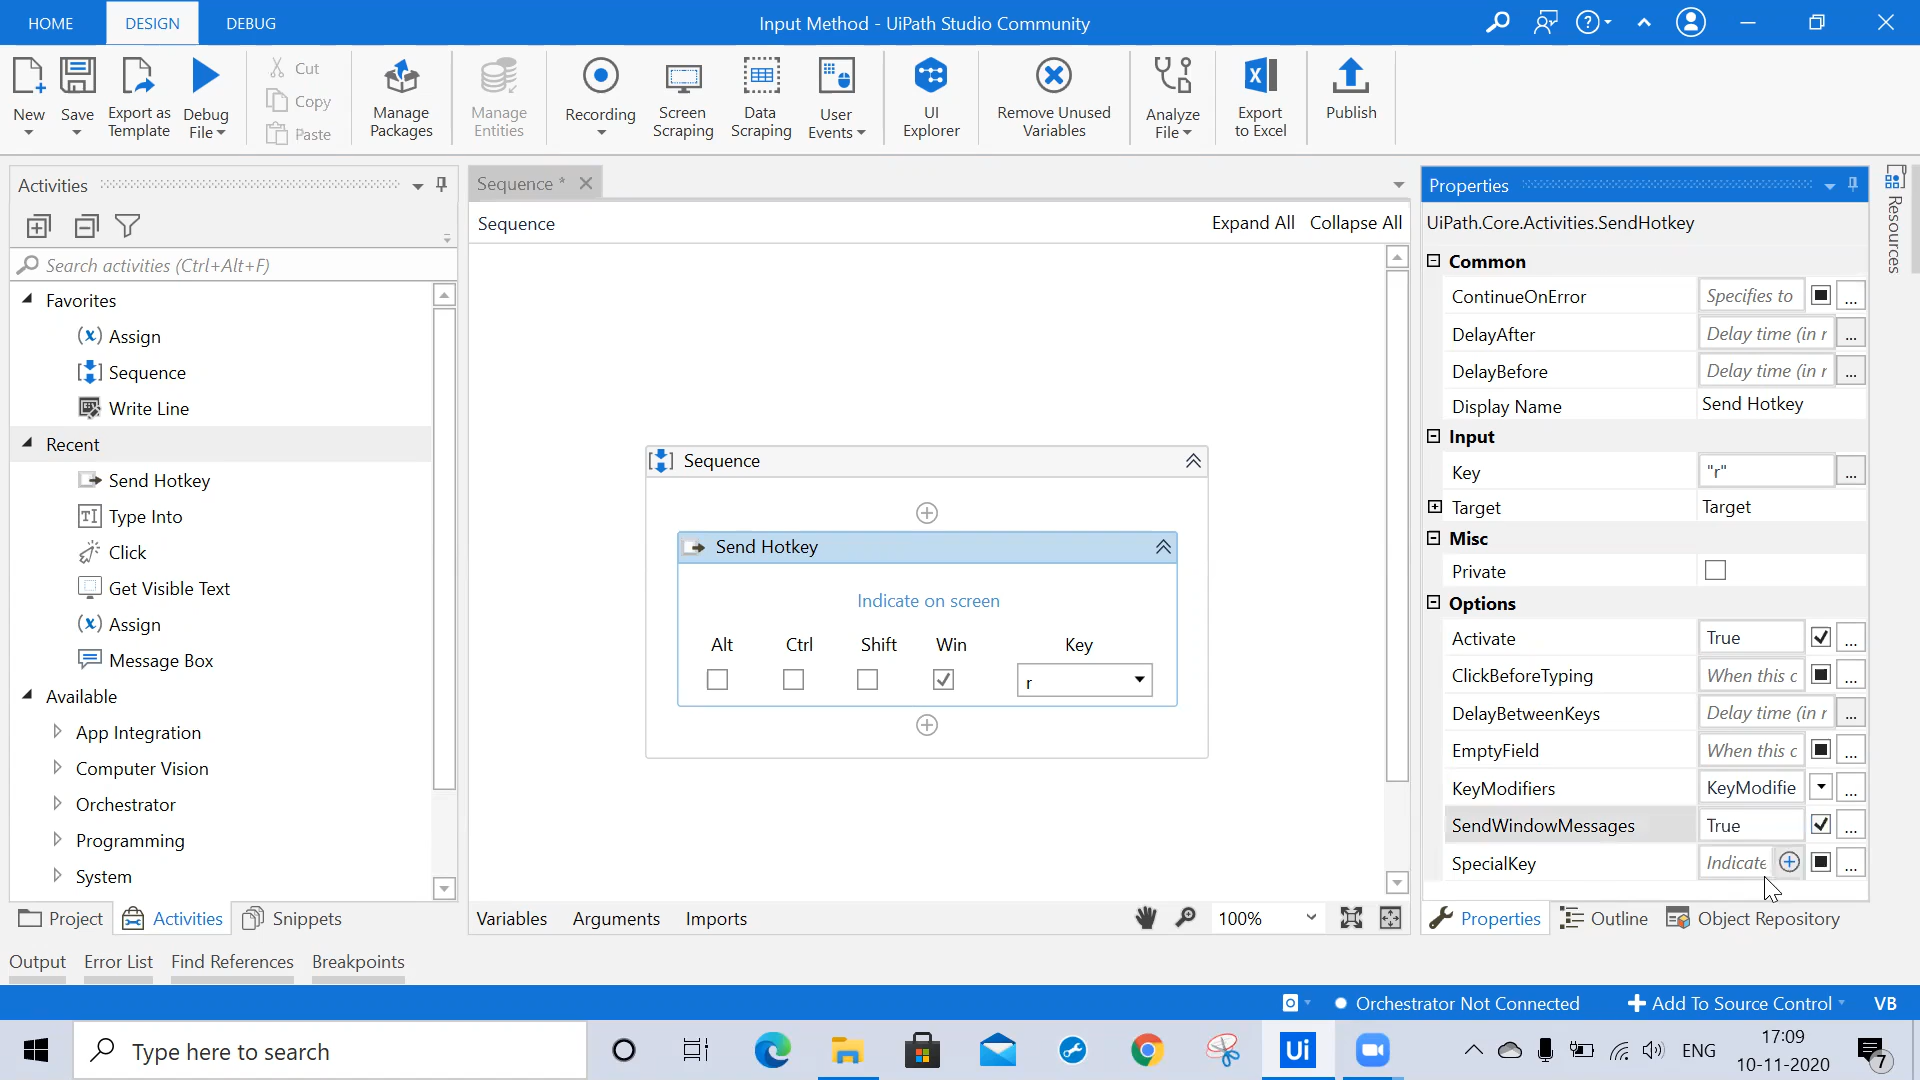 HOME
DESIGN
DEBUG
Input Method - UiPath Studio Community
New
Save
Export as
Template
Debug
File
Cut
Copy
Paste
Manage
Packages
Manage
Entities
Recording
Screen
Scraping
Data
Scraping
User
Events
UI
Explorer
Remove Unused
Variables
Analyze
File
Export
to Excel
Publish
Activities
Search activities (Ctrl+Alt+F)
Favorites
Assign
Sequence
Write Line
Recent
Send Hotkey
Type Into
Click
Get Visible Text
Assign
Message Box
Available
App Integration
Computer Vision
Orchestrator
Programming
System
Project
Activities
Snippets
Sequence *
Sequence
Expand All
Collapse All
Sequence
Send Hotkey
Indicate on screen
Alt
Ctrl
Shift
Win
Key
r
Variables
Arguments
Imports
100%
Properties
UiPath.Core.Activities.SendHotkey
Common
ContinueOnError
Specifies to
...
DelayAfter
Delay time (in r
...
DelayBefore
Delay time (in r
...
Display Name
Send Hotkey
Input
Key
"r"
...
Target
Target
Misc
Private
Options
Activate
True
...
ClickBeforeTyping
When this c
...
DelayBetweenKeys
Delay time (in r
...
EmptyField
When this c
...
KeyModifiers
KeyModifie
...
SendWindowMessages
True
...
SpecialKey
Indicate
...
Properties
Outline
Object Repository
Resources
Output
Error List
Find References
Breakpoints
Orchestrator Not Connected
Add To Source Control
VB
Type here to search
Ui
ENG
17:09
10-11-2020
7